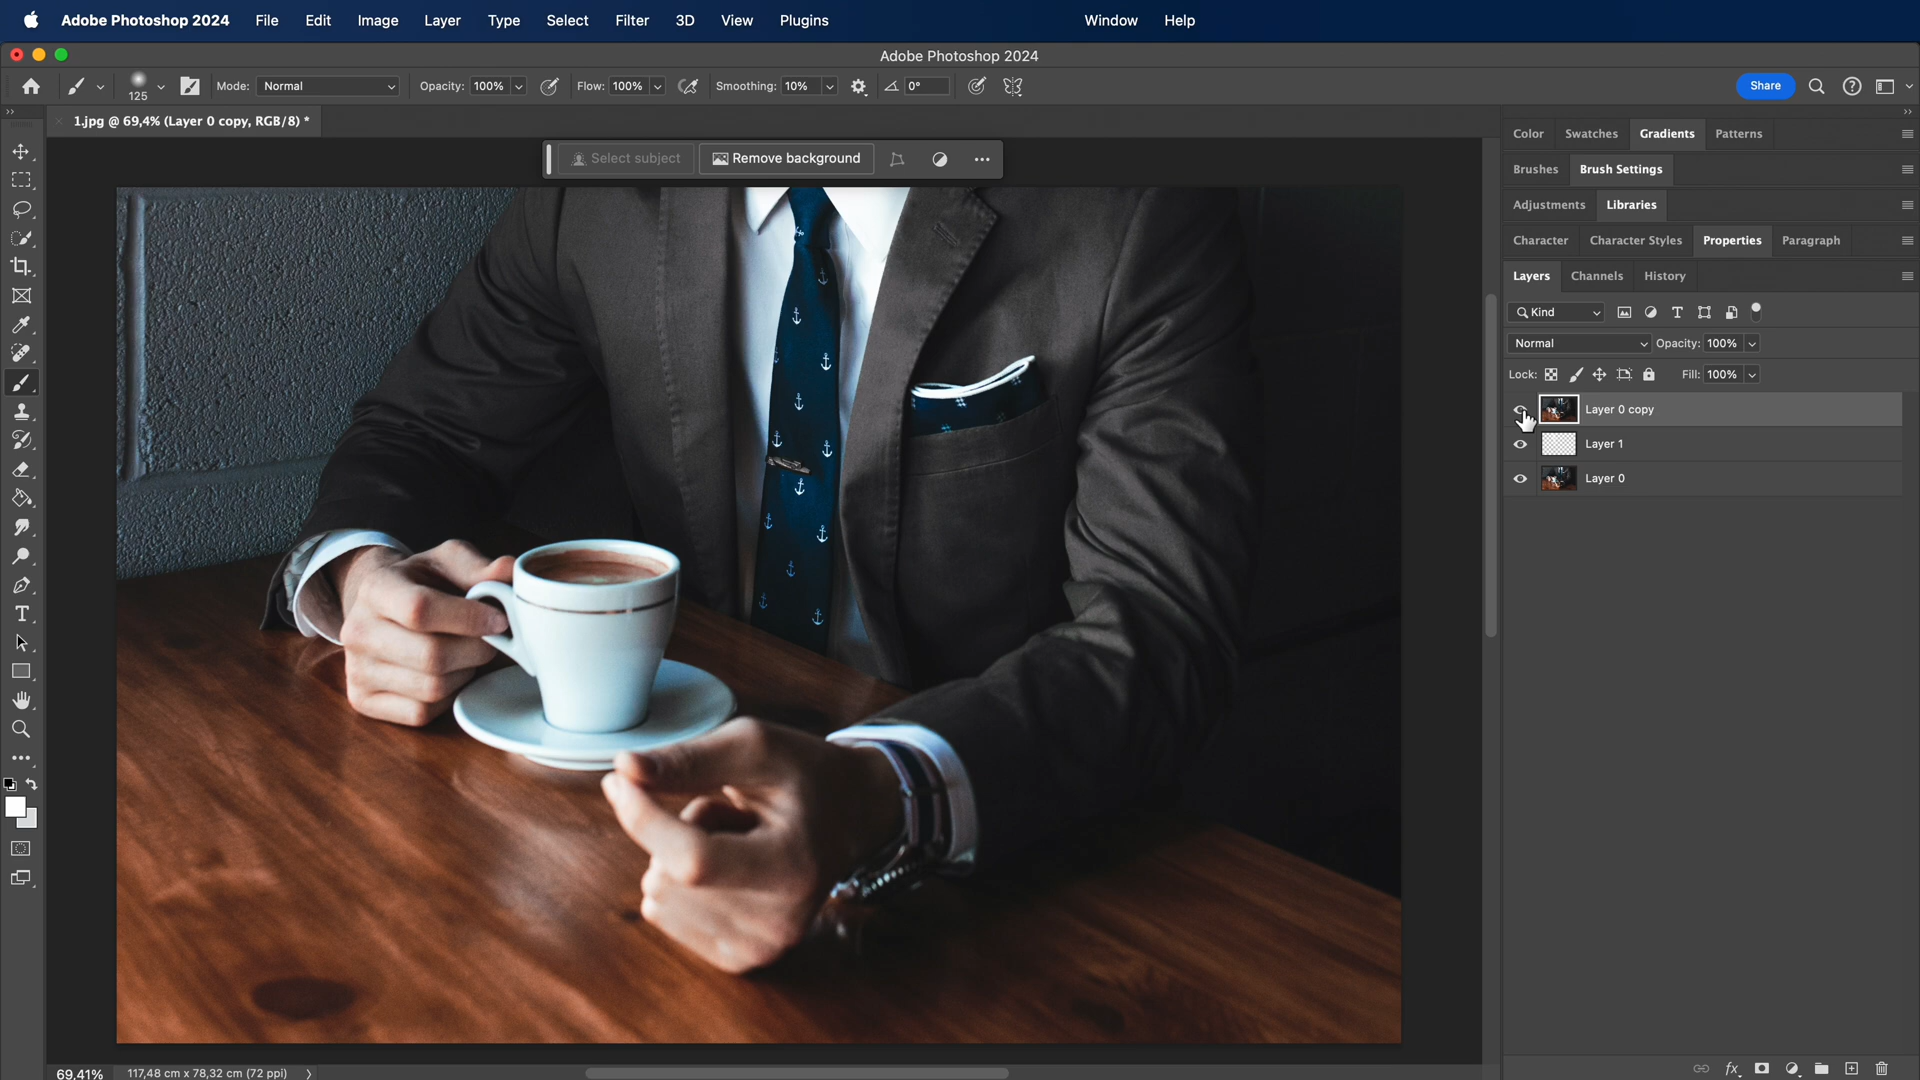 Adobe Photoshop 2024 File Edit Image Layer Type Select Filter 3D View Plugins Window Help
Adobe Photoshop 2024
125 Mode: Normal Opacity: 100% Flow: 100% Smoothing: 10% 0° Share
1.jpg @ 69,4% (Layer 0 copy, RGB/8) *
Select subject Remove background
Color Swatches Gradients Patterns
Brushes Brush Settings
Adjustments Libraries
Character Character Styles Properties Paragraph
Layers Channels History
Kind
Normal Opacity: 100%
Lock: Fill: 100%
Layer 0 copy
Layer 1
Layer 0
69,41% 117,48 cm x 78,32 cm (72 ppi)